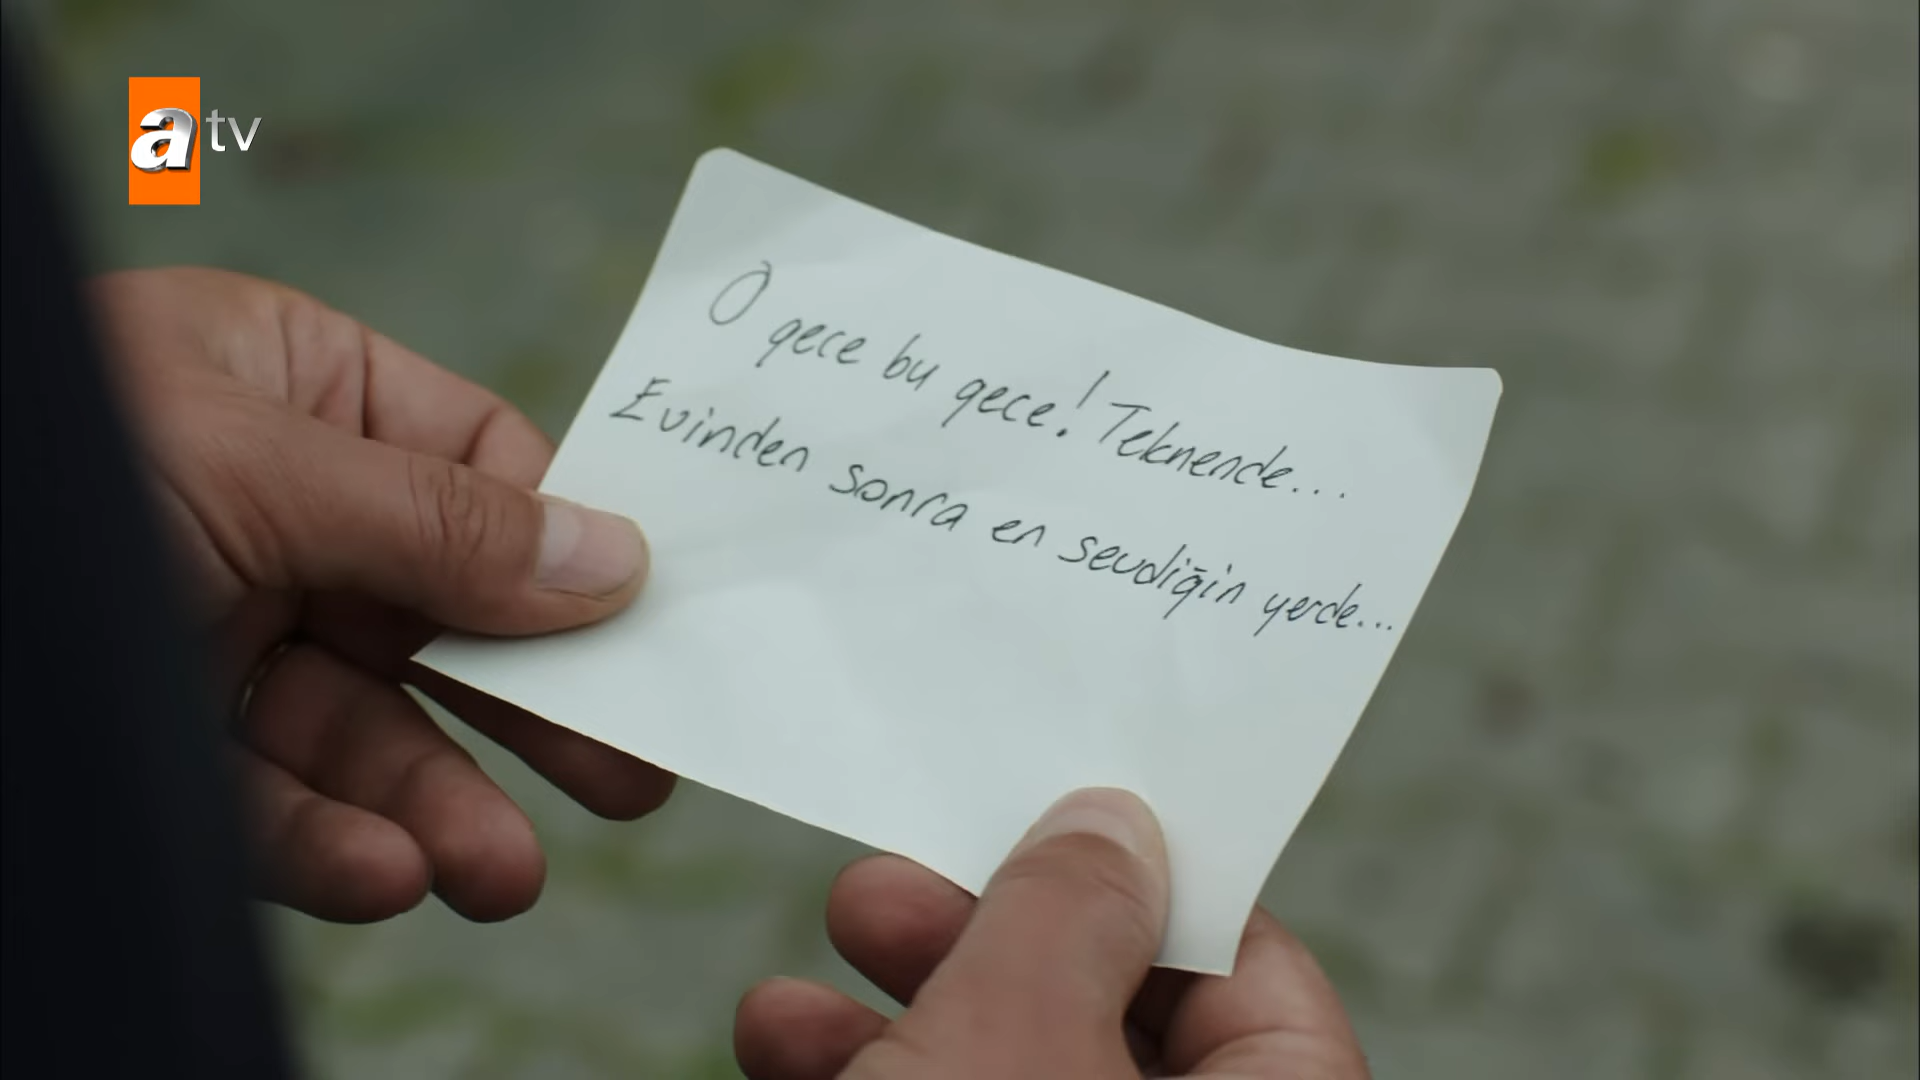 atv
O gece bu gece! Teknende...
Evinden sonra en sevdiğin yerde...